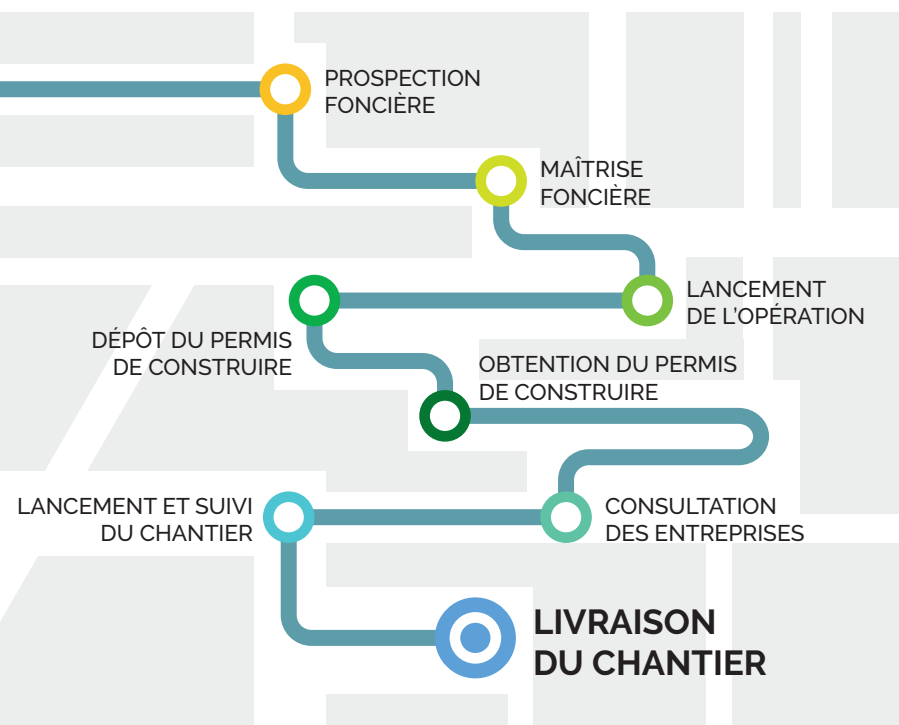 PROSPECTION
FONCIÈRE
MAÎTRISE
FONCIÈRE
LANCEMENT
DE L’OPÉRATION
DÉPÔT DU PERMIS
DE CONSTRUIRE
OBTENTION DU PERMIS
DE CONSTRUIRE
CONSULTATION
DES ENTREPRISES
LANCEMENT ET SUIVI
DU CHANTIER
LIVRAISON
DU CHANTIER